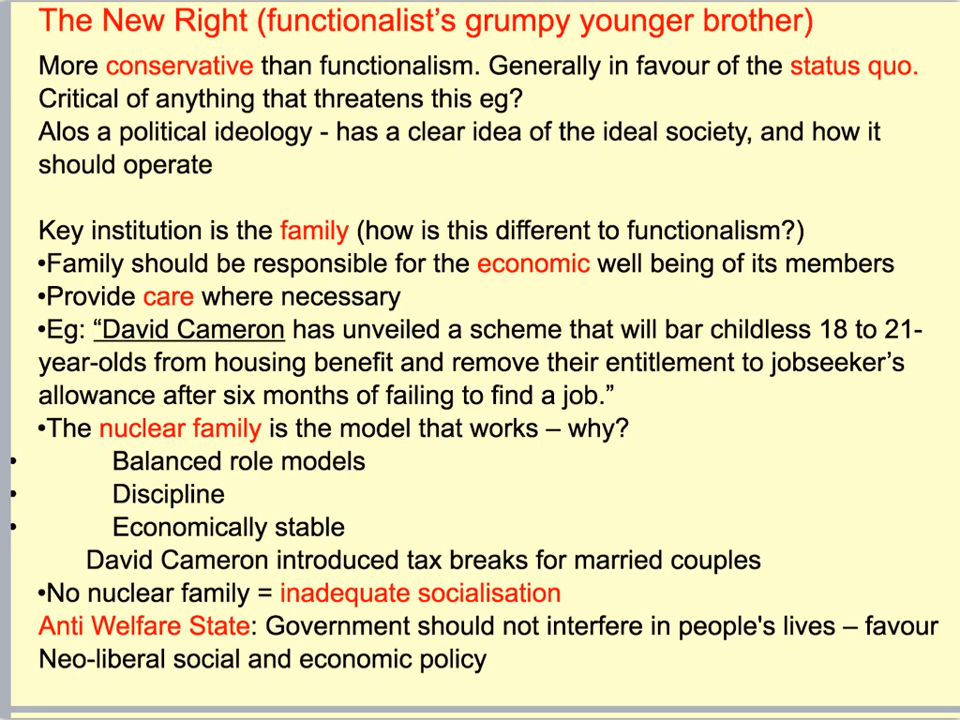 The New Right (functionalist's grumpy younger brother)
More conservative than functionalism. Generally in favour of the status quo.
Critical of anything that threatens this eg?
Alos a political ideology - has a clear idea of the ideal society, and how it
should operate
Key institution is the family (how is this different to functionalism?)
•Family should be responsible for the economic well being of its members
•Provide care where necessary
•Eg: “David Cameron has unveiled a scheme that will bar childless 18 to 21-
year-olds from housing benefit and remove their entitlement to jobseeker’s
allowance after six months of failing to find a job.”
•The nuclear family is the model that works – why?
• Balanced role models
• Discipline
• Economically stable
David Cameron introduced tax breaks for married couples
•No nuclear family = inadequate socialisation
Anti Welfare State: Government should not interfere in people's lives – favour
Neo-liberal social and economic policy